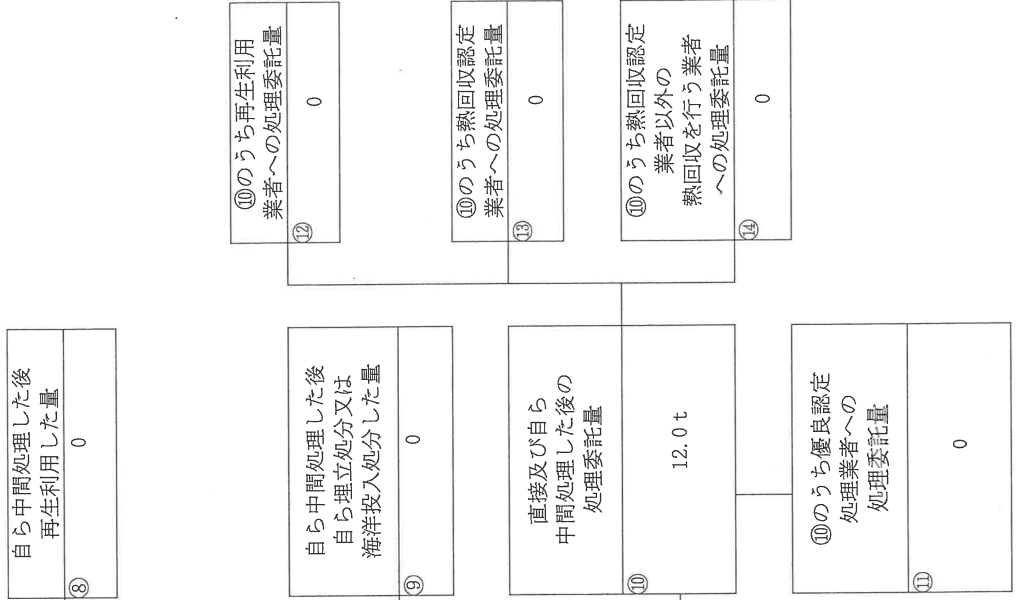 自ら中間処理した後
再生利用した量
⑧
0
自ら中間処理した後
自ら埋立処分又は
海洋投入処分した量
⑨
0
直接及び自ら
中間処理した後の
処理委託量
⑩
12.0ｔ
⑩のうち優良認定
処理業者への
処理委託量
⑪
0
⑩のうち再生利用
業者への処理委託量
⑫
0
⑩のうち熱回収認定
業者への処理委託量
⑬
0
⑩のうち熱回収認定
業者以外の
熱回収を行う業者
への処理委託量
⑭
0